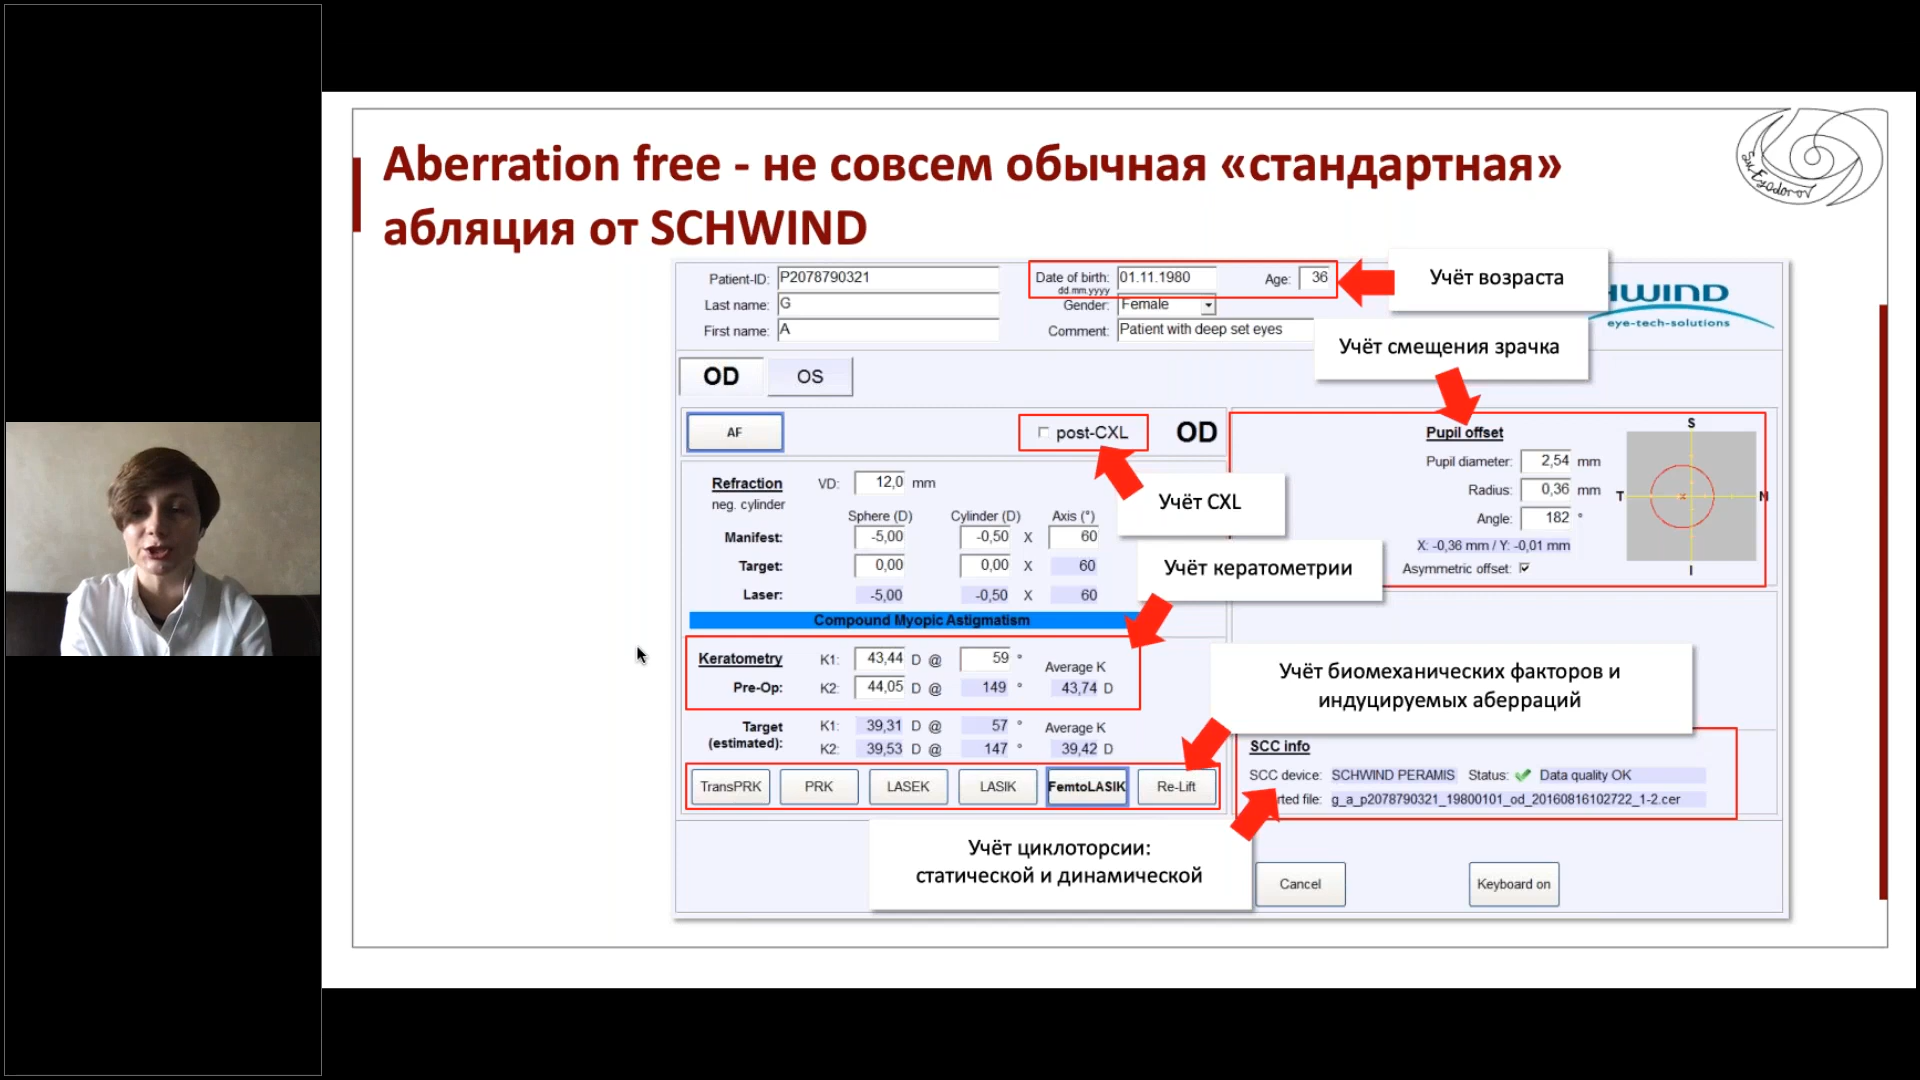 Aberration free - не совсем обычная «стандартная»
абляция от SCHWIND
Sv. Fyodorov
Patient-ID: P2078790321
Date of birth: 01.11.1980 Age: 36
dd.mm.yyyy
Учёт возраста
HWIND
eye-tech-solutions
Last name: G
Gender: Female
First name: A
Comment: Patient with deep set eyes
Учёт смещения зрачка
OD OS
AF
post-CXL OD
Учёт CXL
Pupil offset
Pupil diameter: 2,54 mm
Radius: 0,36 mm
Angle: 182 °
X: -0,36 mm / Y: -0,01 mm
Asymmetric offset:
S
T N
I
Refraction VD: 12,0 mm
neg. cylinder
Sphere (D) Cylinder (D) Axis (°)
Manifest: -5,00 -0,50 X 60
Target: 0,00 0,00 X 60
Laser: -5,00 -0,50 X 60
Учёт кератометрии
Compound Myopic Astigmatism
Keratometry K1: 43,44 D @ 59 ° Average K
Pre-Op: K2: 44,05 D @ 149 ° 43,74 D
Target K1: 39,31 D @ 57 ° Average K
(estimated): K2: 39,53 D @ 147 ° 39,42 D
Учёт биомеханических факторов и
индуцируемых аберраций
TransPRK PRK LASEK LASIK FemtoLASIK Re-Lift
SCC info
SCC device: SCHWIND PERAMIS Status: Data quality OK
rted file: g_a_p2078790321_19800101_od_20160816102722_1-2.cer
Учёт циклоторсии:
статической и динамической
Cancel Keyboard on